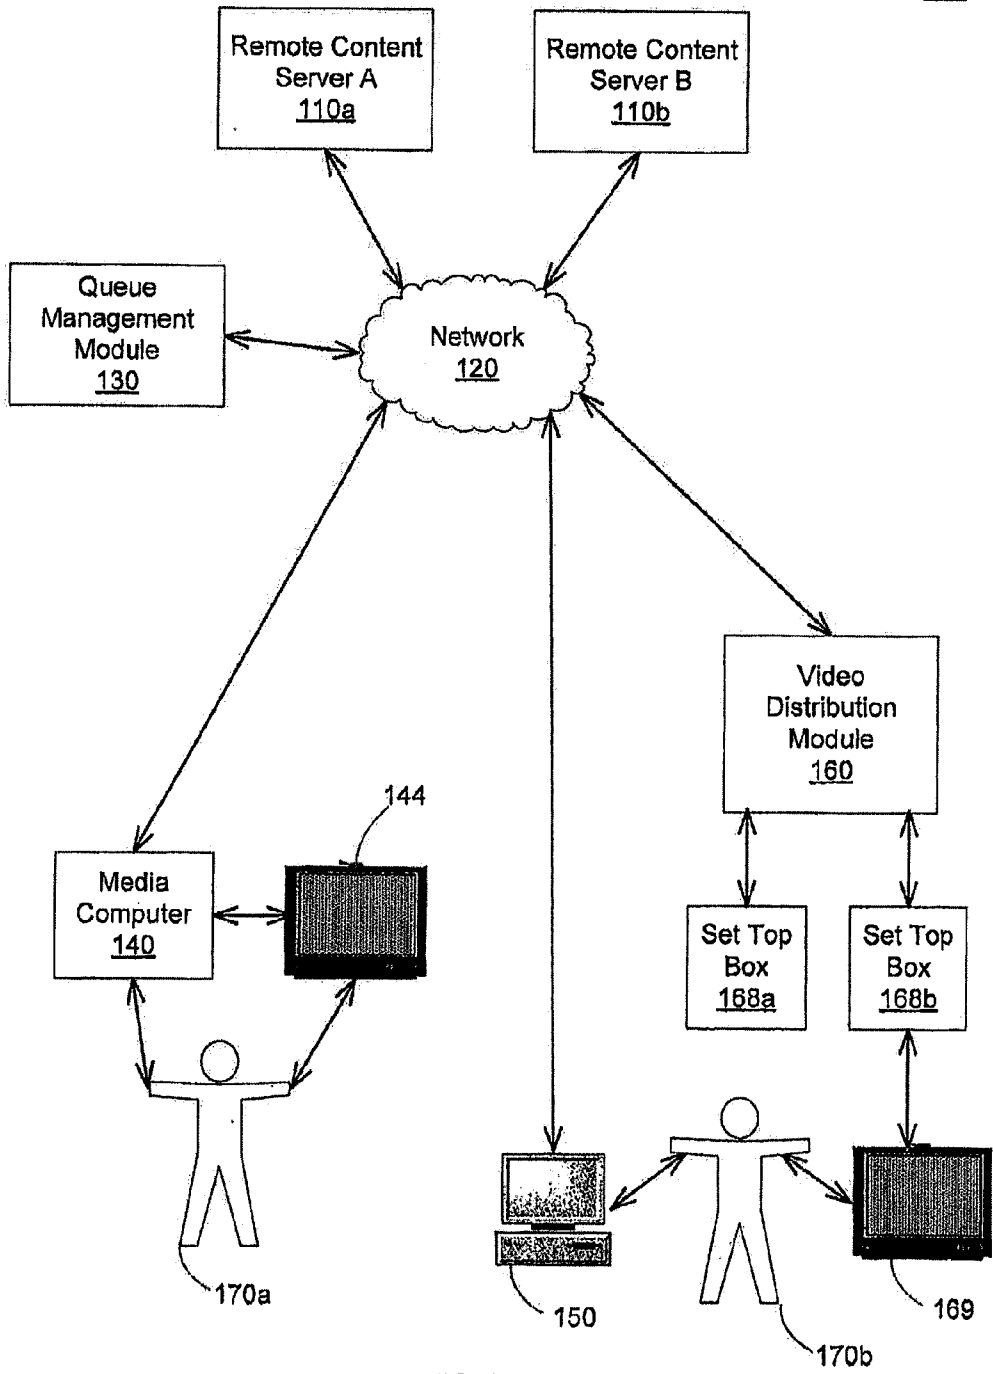 Remote Content
Server A
110a
Remote Content
Server B
110b
Queue
Management
Module
130
Network
120
Video
Distribution
Module
160
144
Media
Computer
140
Set Top
Box
168a
Set Top
Box
168b
170a
150
169
170b